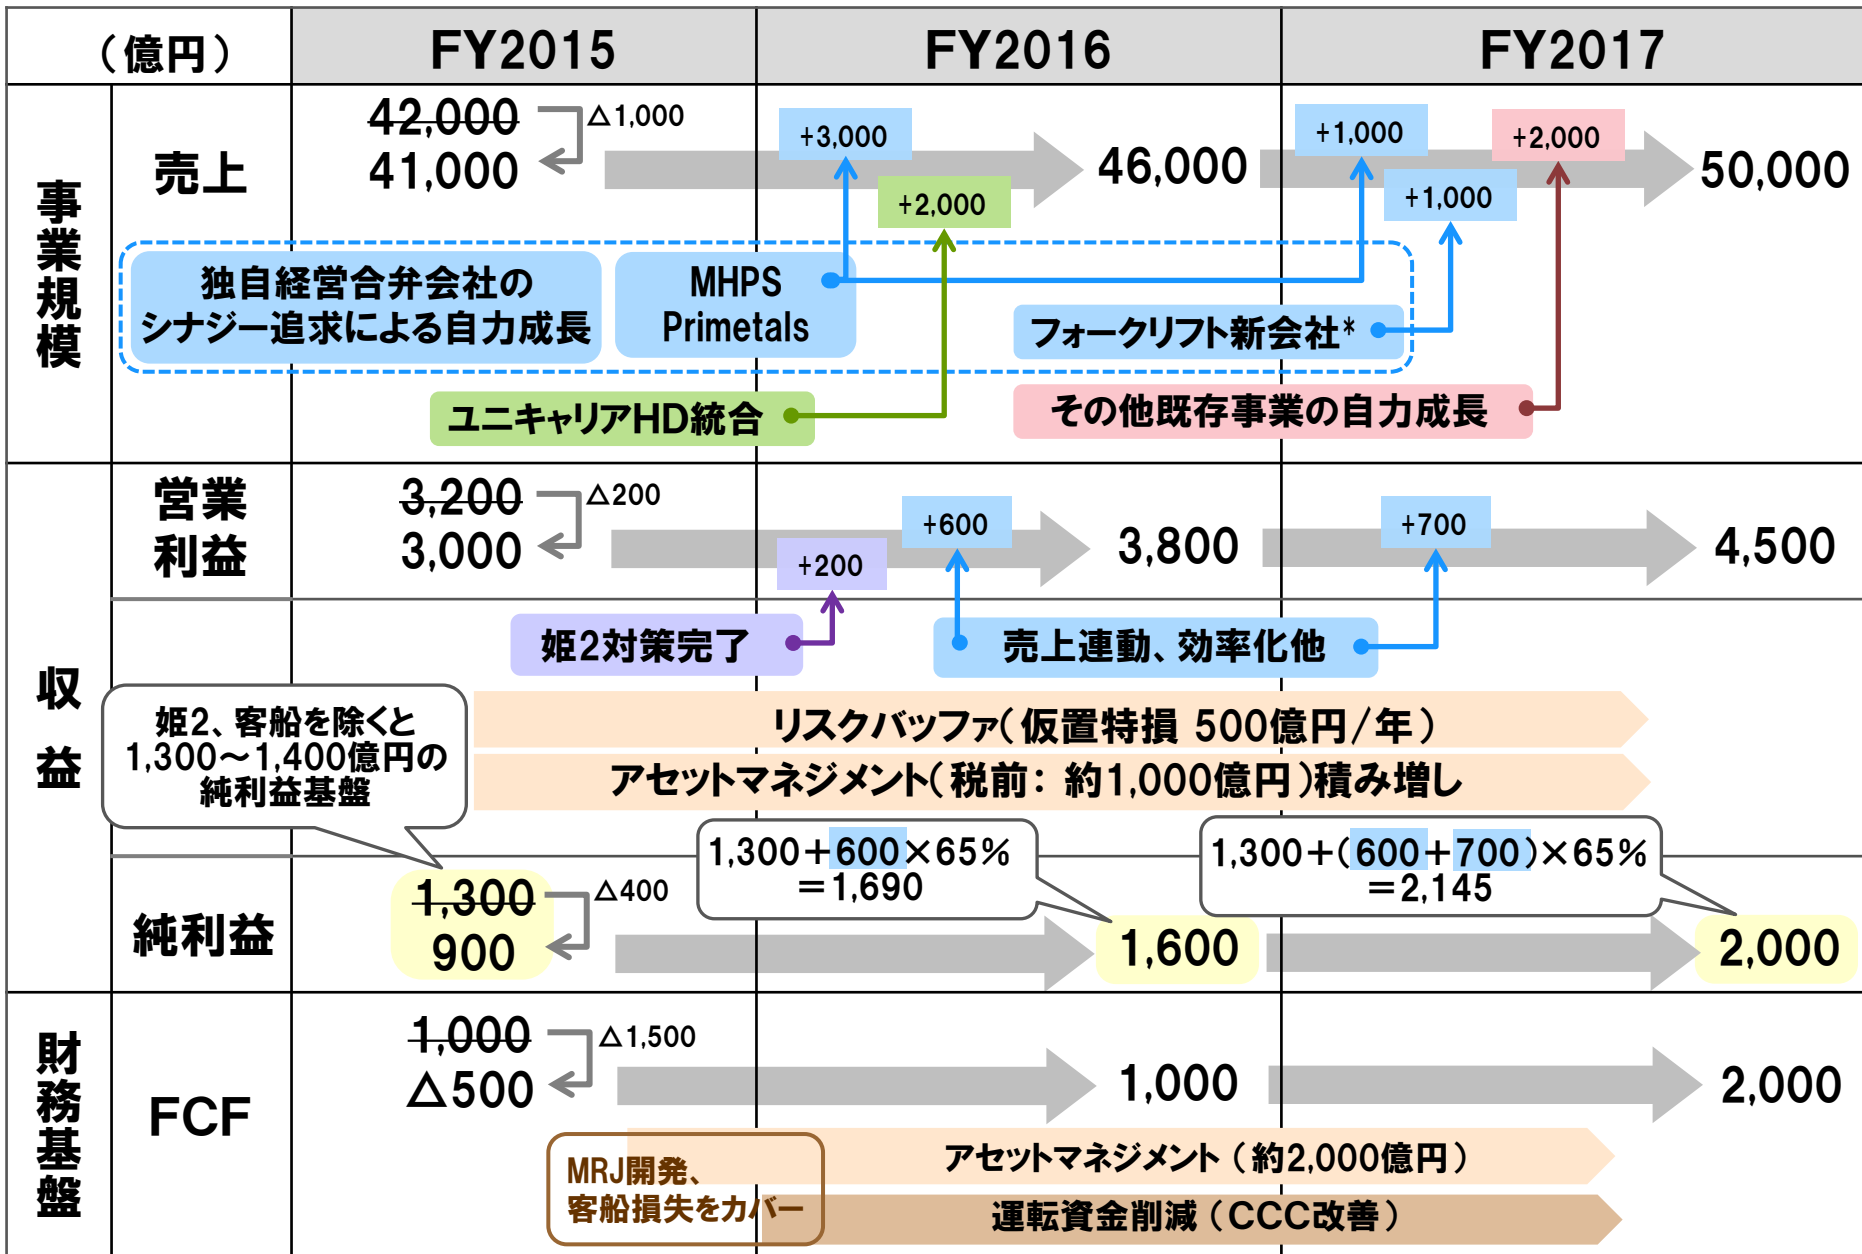 （億円）
FY2015
FY2016
FY2017
事業規模
売上
42,000
△1,000
41,000
+3,000
+2,000
46,000
+1,000
+2,000
+1,000
50,000
独自経営合弁会社の
シナジー追求による自力成長
MHPS
Primetals
フォークリフト新会社*
ユニキャリアHD統合
その他既存事業の自力成長
収益
営業
利益
3,200
△200
3,000
+200
+600
3,800
+700
4,500
姫2対策完了
売上連動、効率化他
リスクバッファ（仮置特損 500億円/年）
アセットマネジメント（税前： 約1,000億円）積み増し
姫2、客船を除くと
1,300～1,400億円の
純利益基盤
1,300+600×65%
=1,690
1,300+(600+700)×65%
=2,145
純利益
1,300
△400
900
1,600
2,000
財務基盤
FCF
1,000
△1,500
△500
1,000
2,000
MRJ開発、
客船損失をカバー
アセットマネジメント（約2,000億円）
運転資金削減（CCC改善）